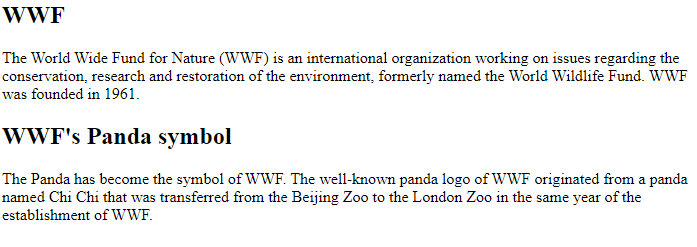 WWF
The World Wide Fund for Nature (WWF) is an international organization working on issues regarding the
conservation, research and restoration of the environment, formerly named the World Wildlife Fund. WWF
was founded in 1961.
WWF's Panda symbol
The Panda has become the symbol of WWF. The well-known panda logo of WWF originated from a panda
named Chi Chi that was transferred from the Beijing Zoo to the London Zoo in the same year of the
establishment of WWF.